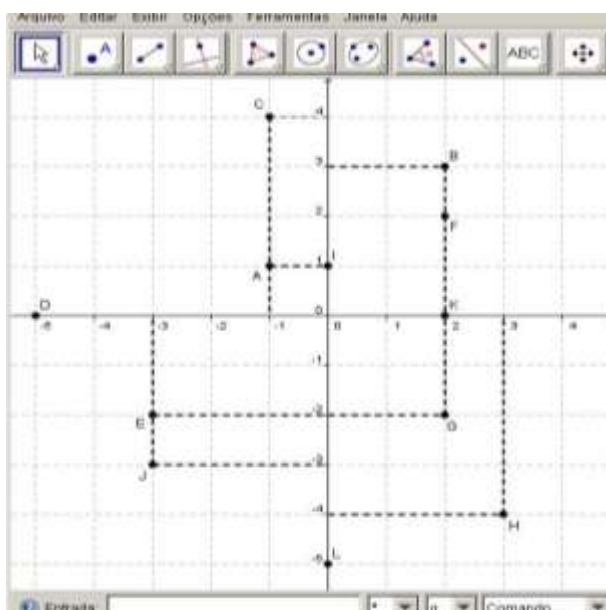 Arquivo Editar Exibir Opções Ferramentas Janela Ajuda
A ABC
C 4
3 B
2 F
A 1 I
D 0 K
-5 -4 -3 -2 -1 0 1 2 3 4
-1
E -2 G
J -3
-4 H
-5 L
Entrada: ° α Comando